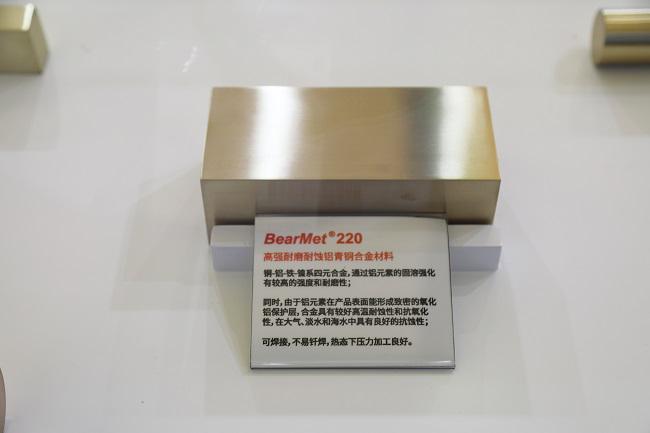 BearMet® 220
高强耐磨耐蚀铝青铜合金材料
铜-铝-铁-镍系四元合金，通过铝元素的固溶强化
有较高的强度和耐磨性；
同时，由于铝元素在产品表面能形成致密的氧化
铝保护层，合金具有较好高温耐蚀性和抗氧化
性，在大气、淡水和海水中具有良好的抗蚀性；
可焊接，不易钎焊，热态下压力加工良好。